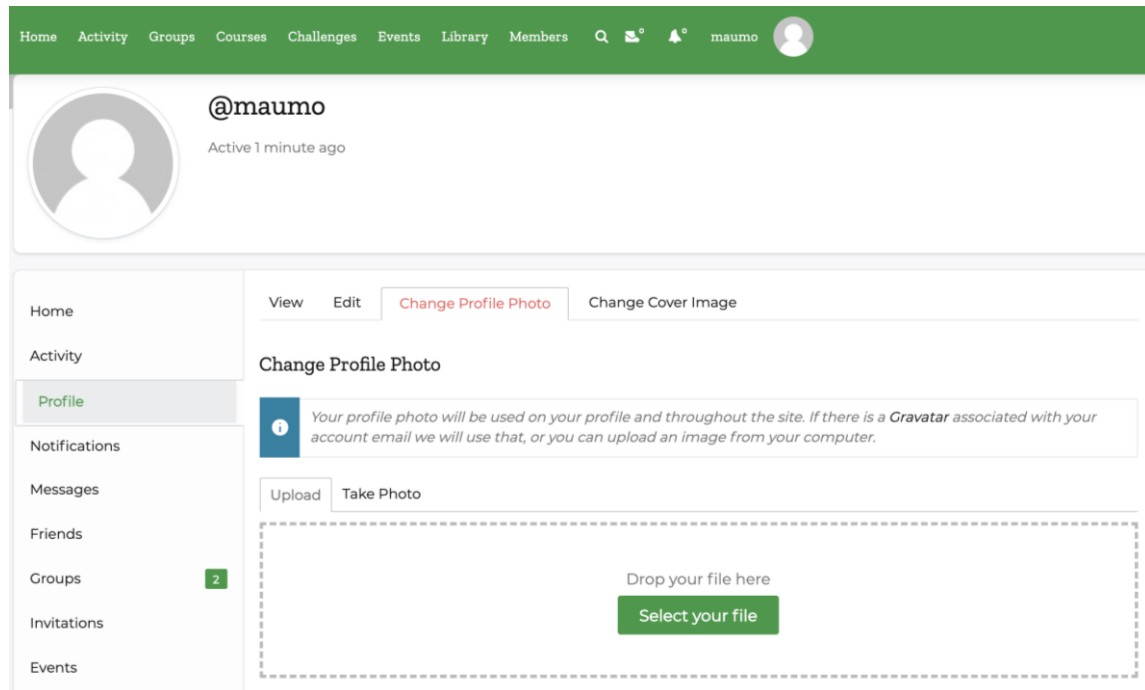 Home Activity Groups Courses Challenges Events Library Members 0 0 maumo
@maumo
Active 1 minute ago
Home
Activity
Profile
Notifications
Messages
Friends
Groups 2
Invitations
Events
View Edit Change Profile Photo Change Cover Image
Change Profile Photo
Your profile photo will be used on your profile and throughout the site. If there is a Gravatar associated with your
account email we will use that, or you can upload an image from your computer.
Upload Take Photo
Drop your file here
Select your file